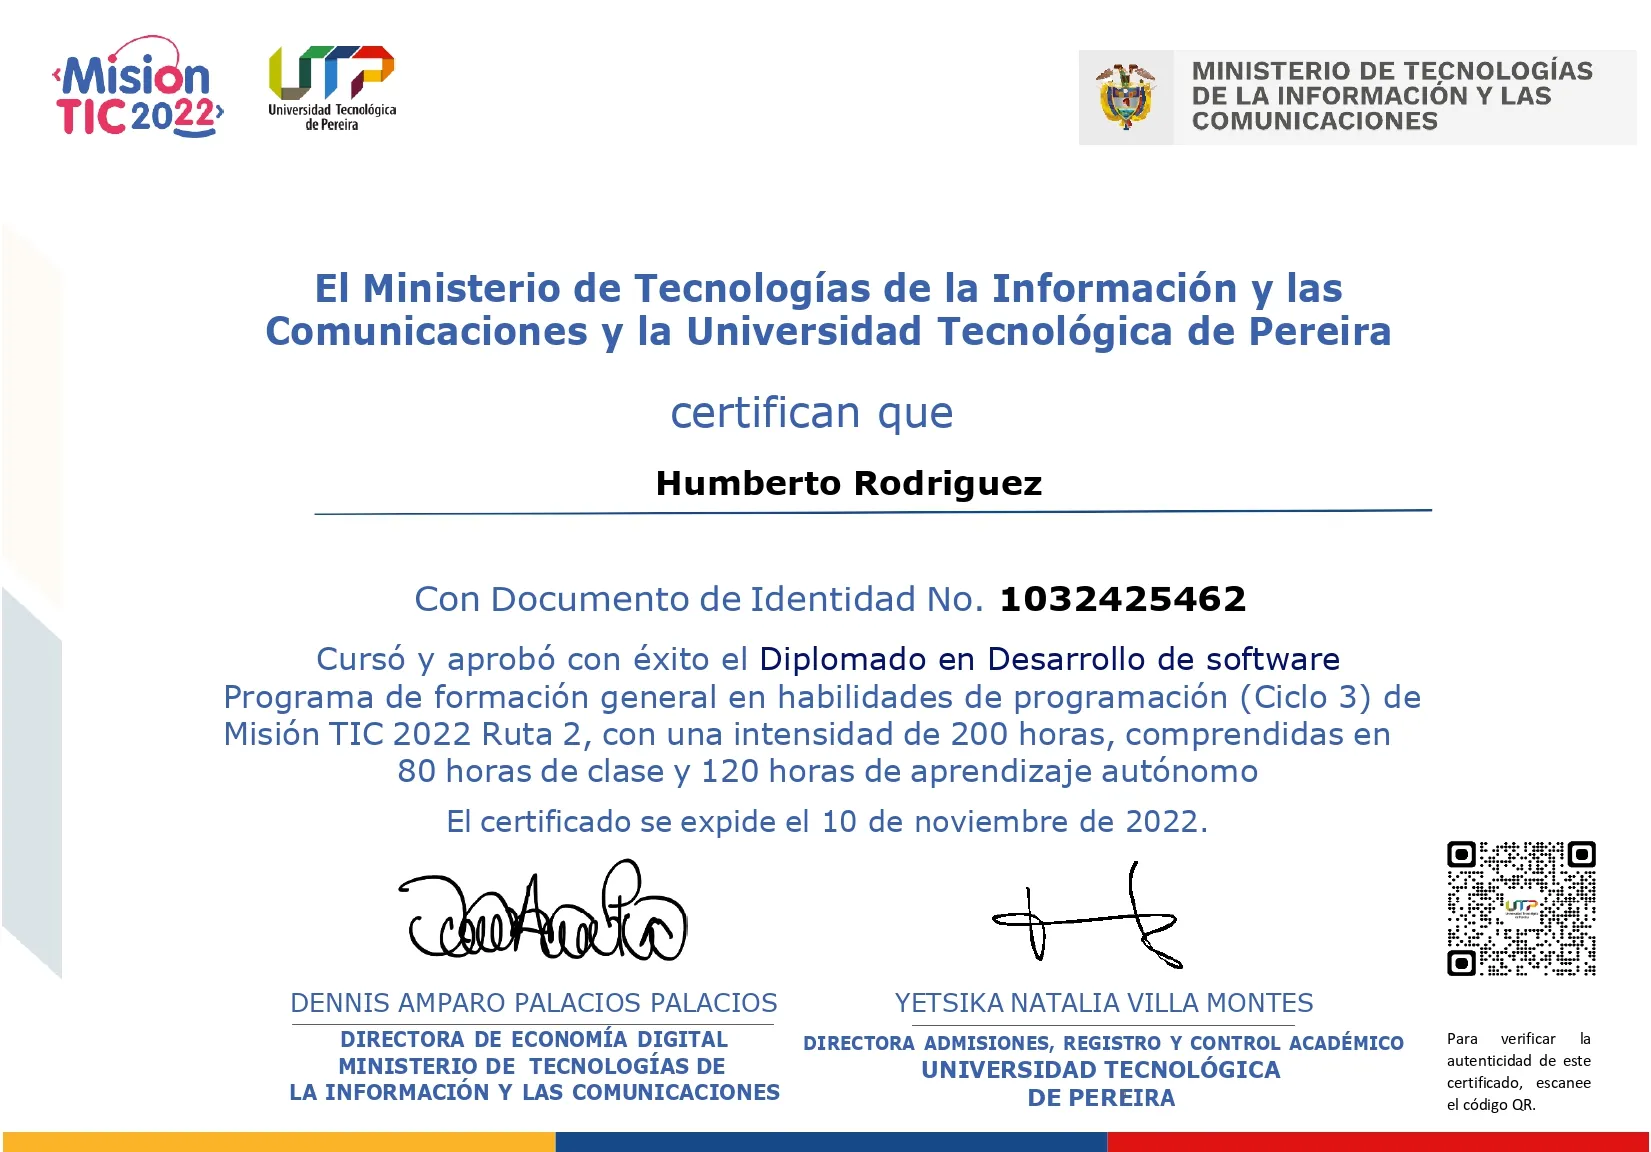 Misión
TIC 2022
UTP
Universidad Tecnológica
de Pereira
MINISTERIO DE TECNOLOGÍAS
DE LA INFORMACIÓN Y LAS
COMUNICACIONES
El Ministerio de Tecnologías de la Información y las
Comunicaciones y la Universidad Tecnológica de Pereira
certifican que
Humberto Rodriguez
Con Documento de Identidad No. 1032425462
Cursó y aprobó con éxito el Diplomado en Desarrollo de software
Programa de formación general en habilidades de programación (Ciclo 3) de
Misión TIC 2022 Ruta 2, con una intensidad de 200 horas, comprendidas en
80 horas de clase y 120 horas de aprendizaje autónomo
El certificado se expide el 10 de noviembre de 2022.
DENNIS AMPARO PALACIOS PALACIOS
DIRECTORA DE ECONOMÍA DIGITAL
MINISTERIO DE TECNOLOGÍAS DE
LA INFORMACIÓN Y LAS COMUNICACIONES
YETSIKA NATALIA VILLA MONTES
DIRECTORA ADMISIONES, REGISTRO Y CONTROL ACADÉMICO
UNIVERSIDAD TECNOLÓGICA
DE PEREIRA
UTP
Para verificar la
autenticidad de este
certificado, escanee
el código QR.